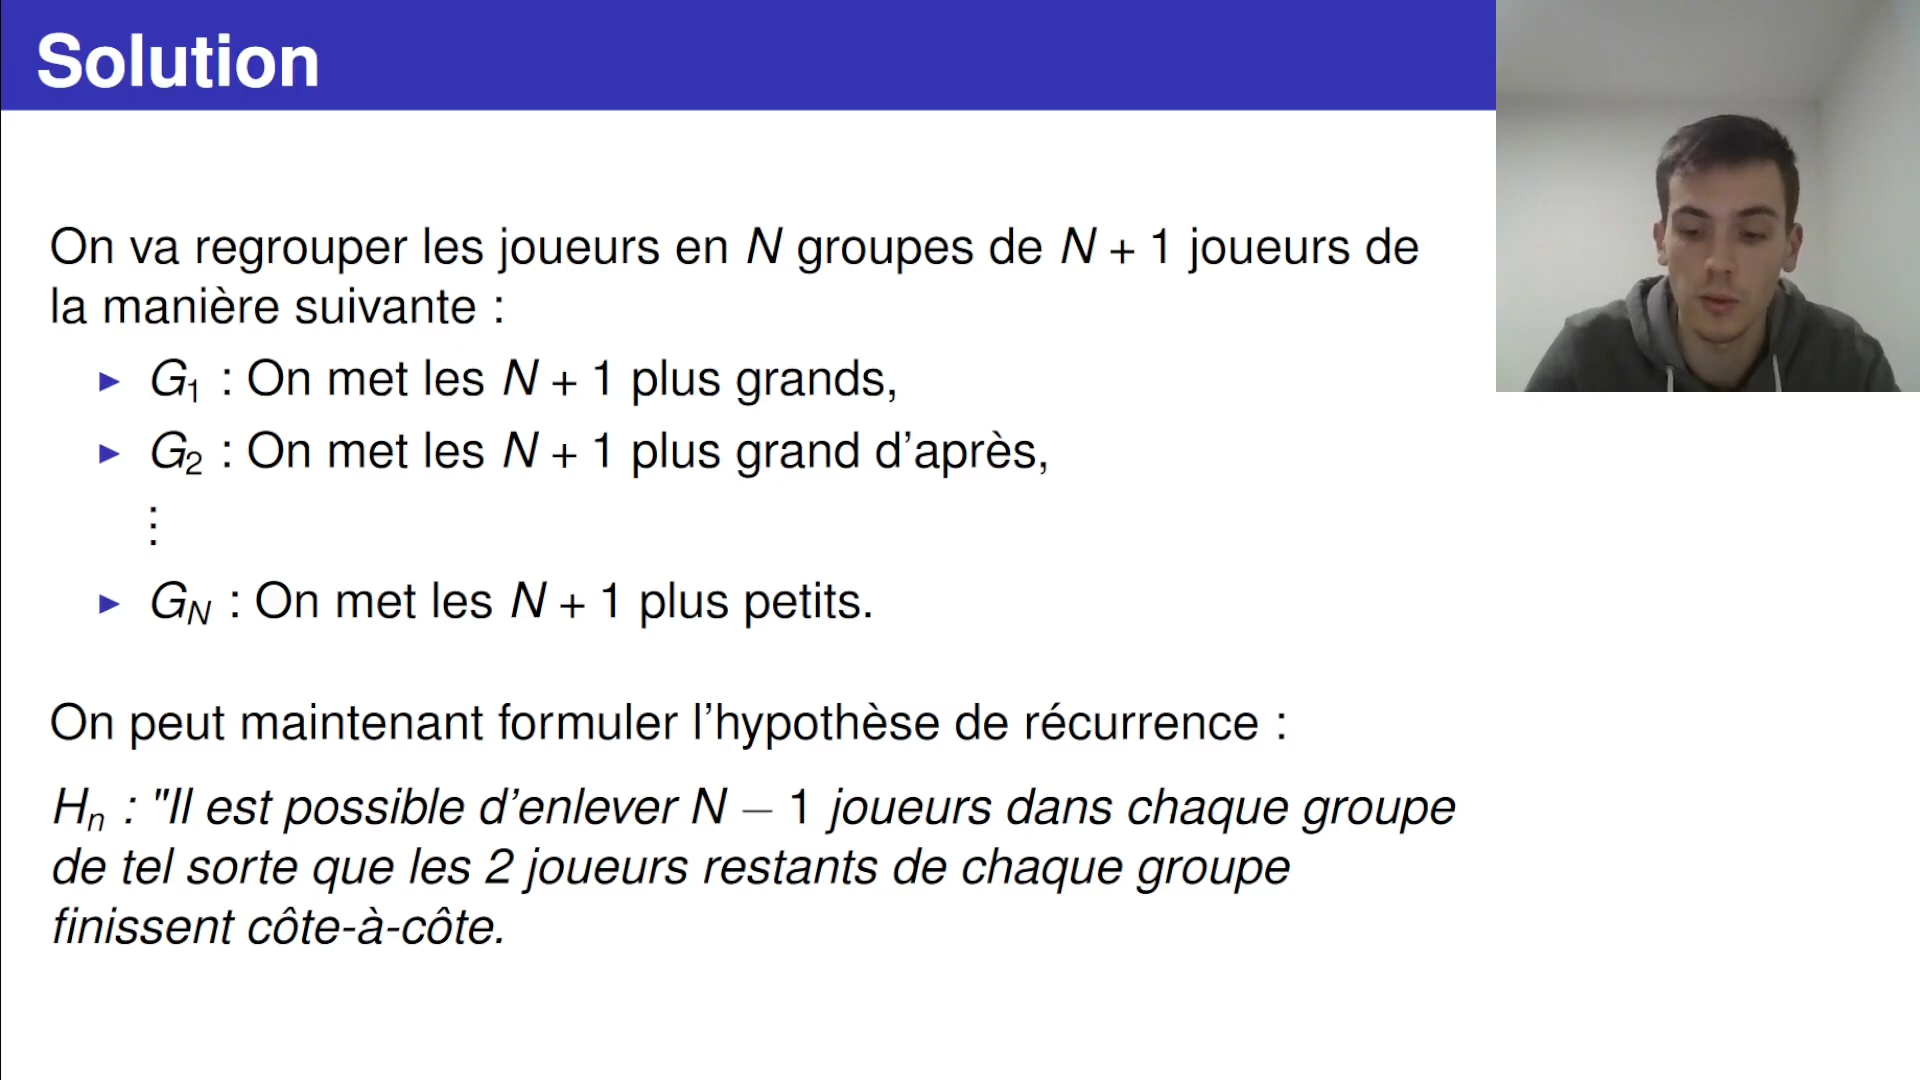 Solution
On va regrouper les joueurs en N groupes de N + 1 joueurs de
la manière suivante :
▶ G₁ : On met les N + 1 plus grands,
▶ G₂ : On met les N + 1 plus grand d'après,
⋮
▶ G_N : On met les N + 1 plus petits.
On peut maintenant formuler l'hypothèse de récurrence :
Hₙ : "Il est possible d'enlever N − 1 joueurs dans chaque groupe
de tel sorte que les 2 joueurs restants de chaque groupe
finissent côte-à-côte.